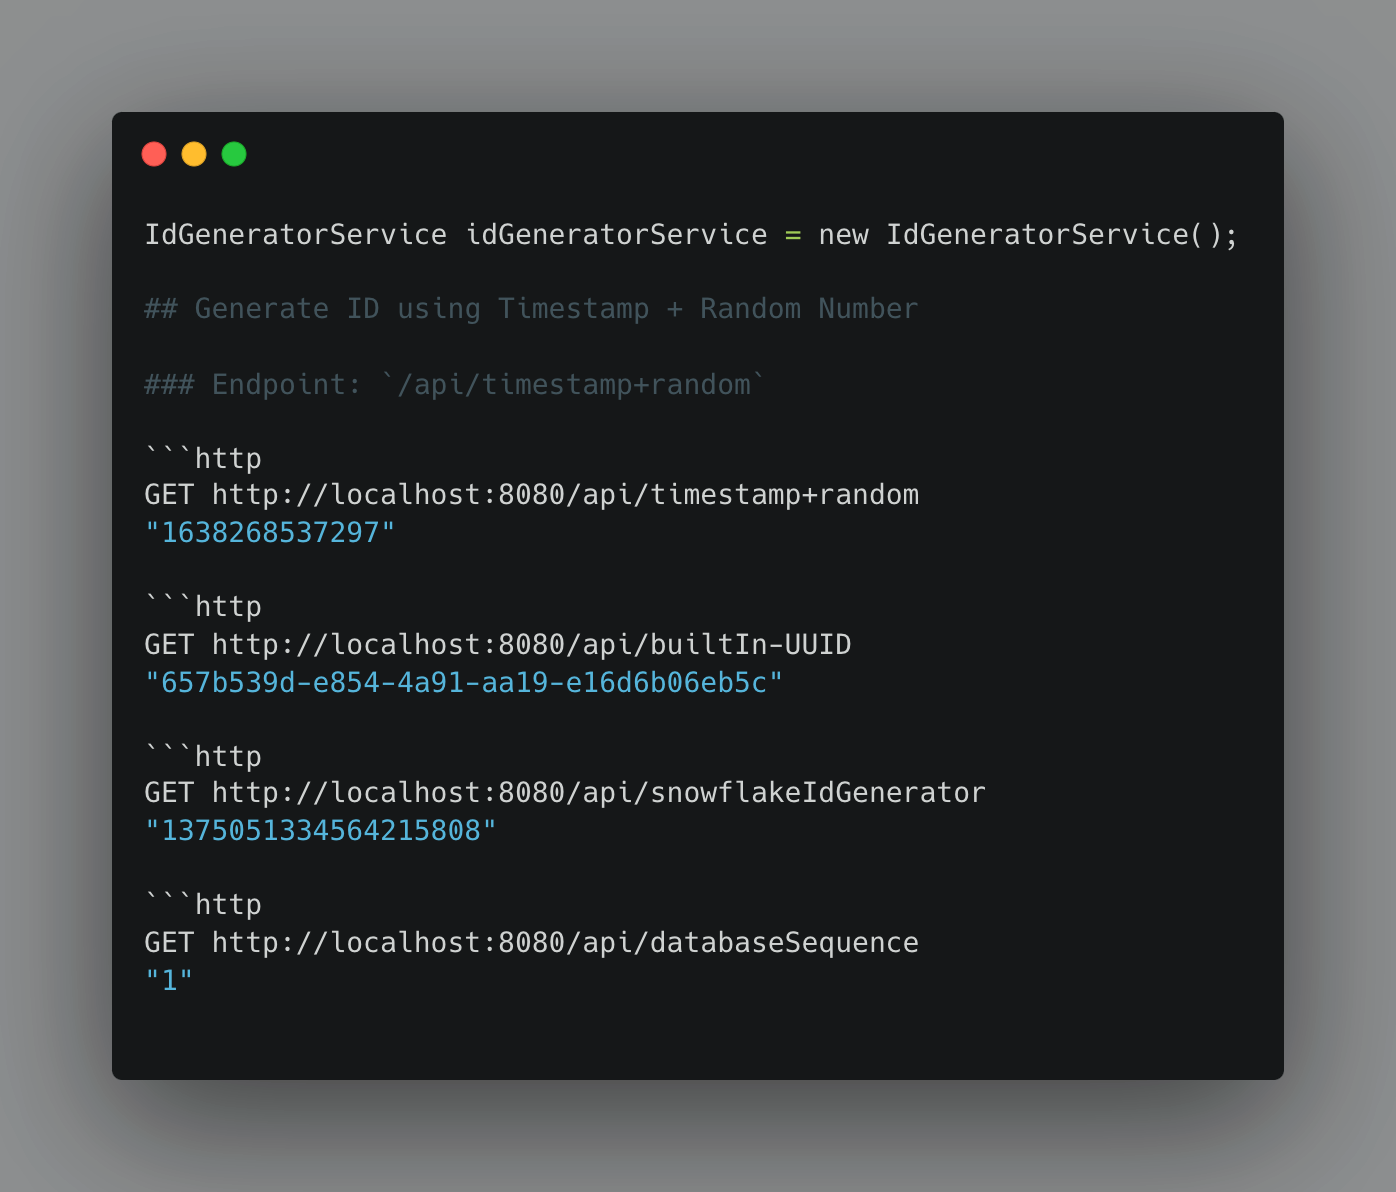 IdGeneratorService idGeneratorService = new IdGeneratorService();
## Generate ID using Timestamp + Random Number
### Endpoint: `/api/timestamp+random`
```http
GET http://localhost:8080/api/timestamp+random
"1638268537297"
```http
GET http://localhost:8080/api/builtIn-UUID
"657b539d-e854-4a91-aa19-e16d6b06eb5c"
```http
GET http://localhost:8080/api/snowflakeIdGenerator
"1375051334564215808"
```http
GET http://localhost:8080/api/databaseSequence
"1"